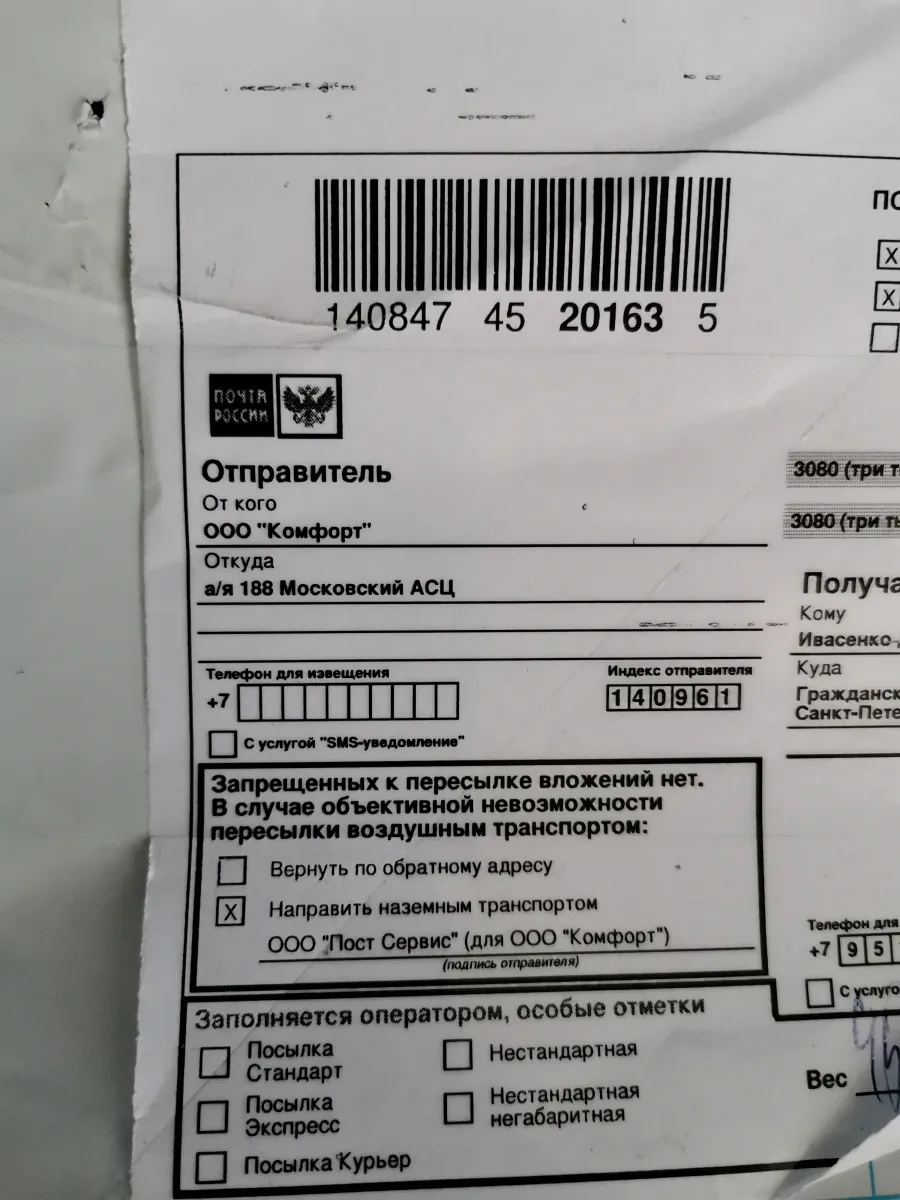 ПО
X
X
140847 45 20163 5
ПОЧТА
РОССИИ
Отправитель
От кого
ООО "Комфорт"
Откуда
а/я 188 Московский АСЦ
Телефон для извещения
+7
Индекс отправителя
140961
С услугой "SMS-уведомление"
Запрещенных к пересылке вложений нет.
В случае объективной невозможности
пересылки воздушным транспортом:
Вернуть по обратному адресу
X Направить наземным транспортом
ООО "Пост Сервис" (для ООО "Комфорт")
(подпись отправителя)
Заполняется оператором, особые отметки
Посылка
Стандарт
Посылка
Экспресс
Посылка Курьер
Нестандартная
Нестандартная
негабаритная
3080 (три т
3080 (три ты
Получа
Кому
Ивасенко
Куда
Гражданск
Санкт-Пете
Телефон для
+7 951
С услуго
Вес